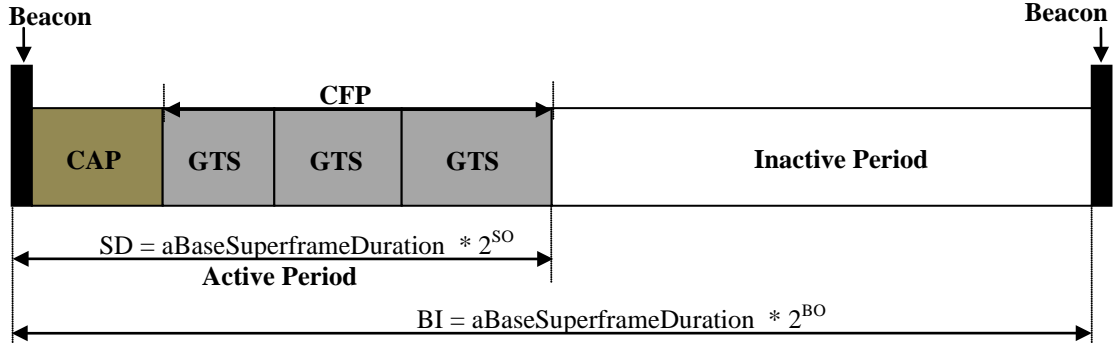 Beacon
Beacon
CFP
CAP
GTS
GTS
GTS
Inactive Period
SD = aBaseSuperframeDuration * 2^SO
Active Period
BI = aBaseSuperframeDuration * 2^BO